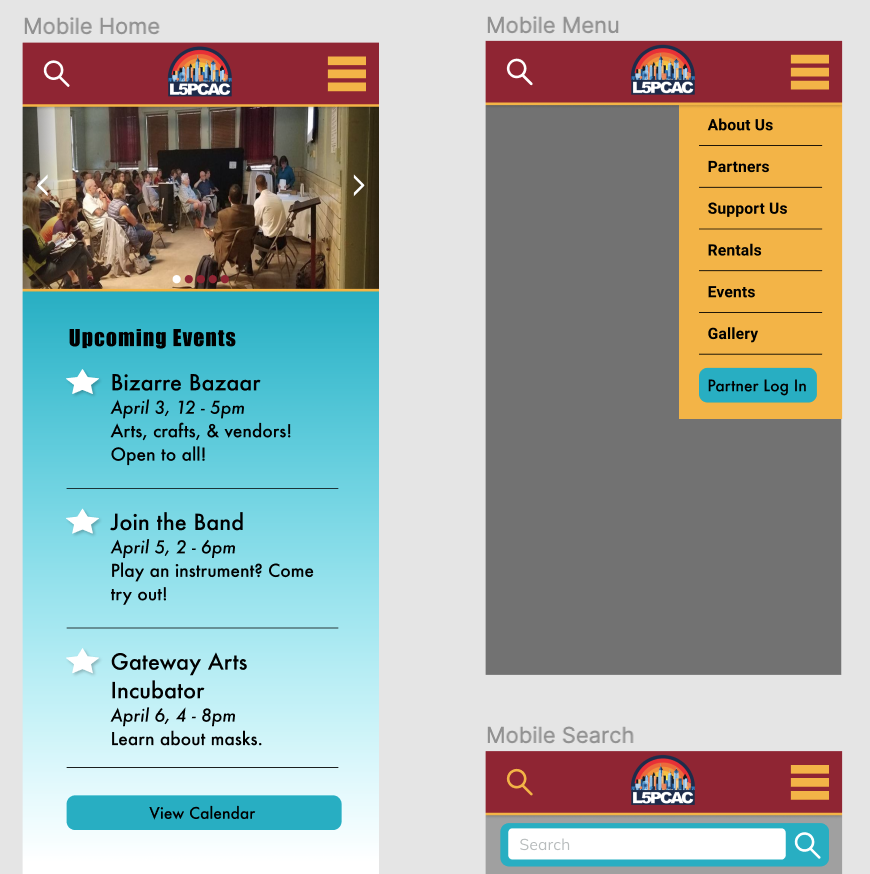 Mobile Home
L5PCAC
Upcoming Events
Bizarre Bazaar
April 3, 12 - 5pm
Arts, crafts, & vendors!
Open to all!
Join the Band
April 5, 2 - 6pm
Play an instrument? Come
try out!
Gateway Arts
Incubator
April 6, 4 - 8pm
Learn about masks.
View Calendar
Mobile Menu
L5PCAC
About Us
Partners
Support Us
Rentals
Events
Gallery
Partner Log In
Mobile Search
L5PCAC
Search